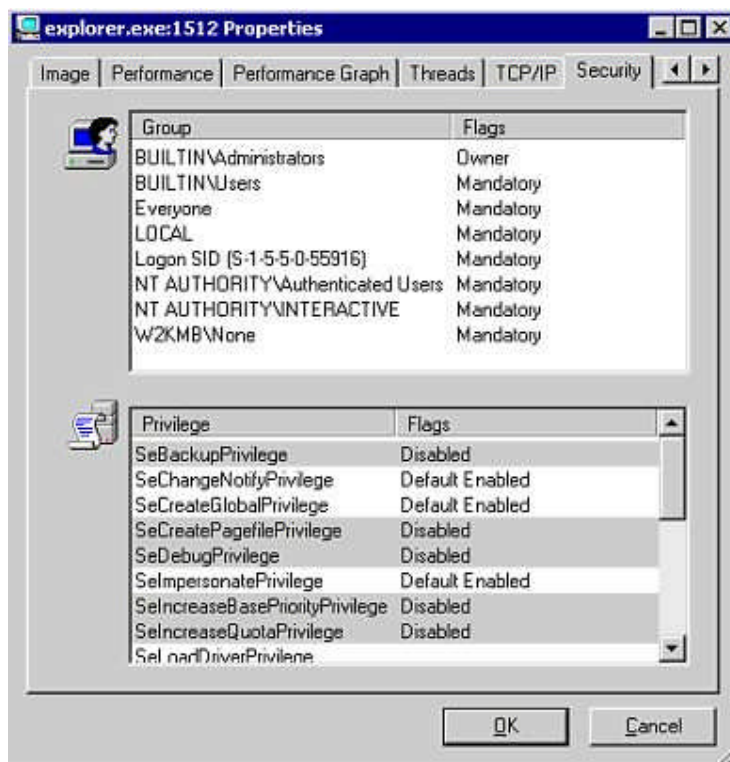 explorer.exe:1512 Properties
Image Performance Performance Graph Threads TCP/IP Security
Group Flags
BUILTIN\Administrators Owner
BUILTIN\Users Mandatory
Everyone Mandatory
LOCAL Mandatory
Logon SID (S-1-5-5-0-55916) Mandatory
NT AUTHORITY\Authenticated Users Mandatory
NT AUTHORITY\INTERACTIVE Mandatory
W2KMB\None Mandatory
Privilege Flags
SeBackupPrivilege Disabled
SeChangeNotifyPrivilege Default Enabled
SeCreateGlobalPrivilege Default Enabled
SeCreatePagefilePrivilege Disabled
SeDebugPrivilege Disabled
SeImpersonatePrivilege Default Enabled
SeIncreaseBasePriorityPrivilege Disabled
SeIncreaseQuotaPrivilege Disabled
SeLoadDriverPrivilege
OK Cancel